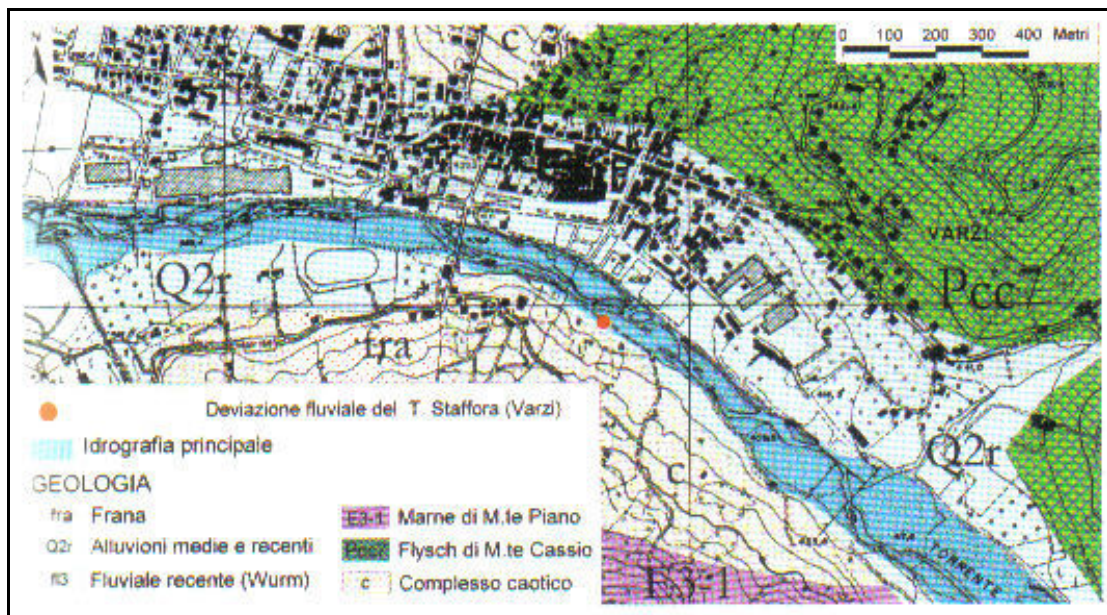 N
0 100 200 300 400 Metri
c
VARZI
Q2r
Pcc
fra
Q2r
c
TORRENTE
E3-1
Deviazione fluviale del T. Staffora (Varzi)
Idrografia principale
GEOLOGIA
fra Frana
Q2r Alluvioni medie e recenti
fl3 Fluviale recente (Wurm)
E3-1 Marne di M.te Piano
Flysch di M.te Cassio
c Complesso caotico